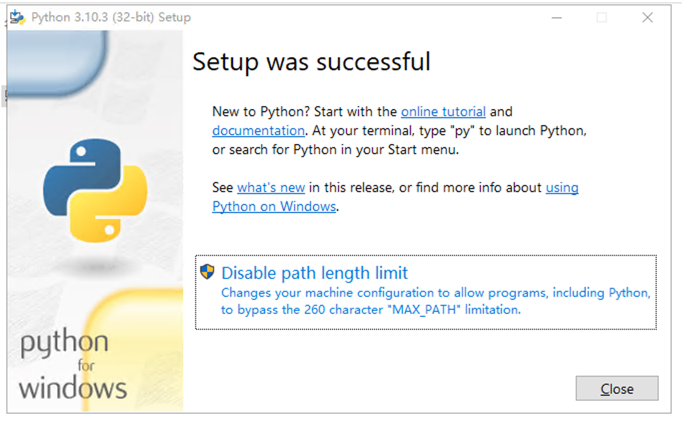 Python 3.10.3 (32-bit) Setup
Setup was successful
New to Python? Start with the online tutorial and
documentation. At your terminal, type "py" to launch Python,
or search for Python in your Start menu.
See what's new in this release, or find more info about using
Python on Windows.
Disable path length limit
Changes your machine configuration to allow programs, including Python,
to bypass the 260 character "MAX_PATH" limitation.
python
for
windows
Close